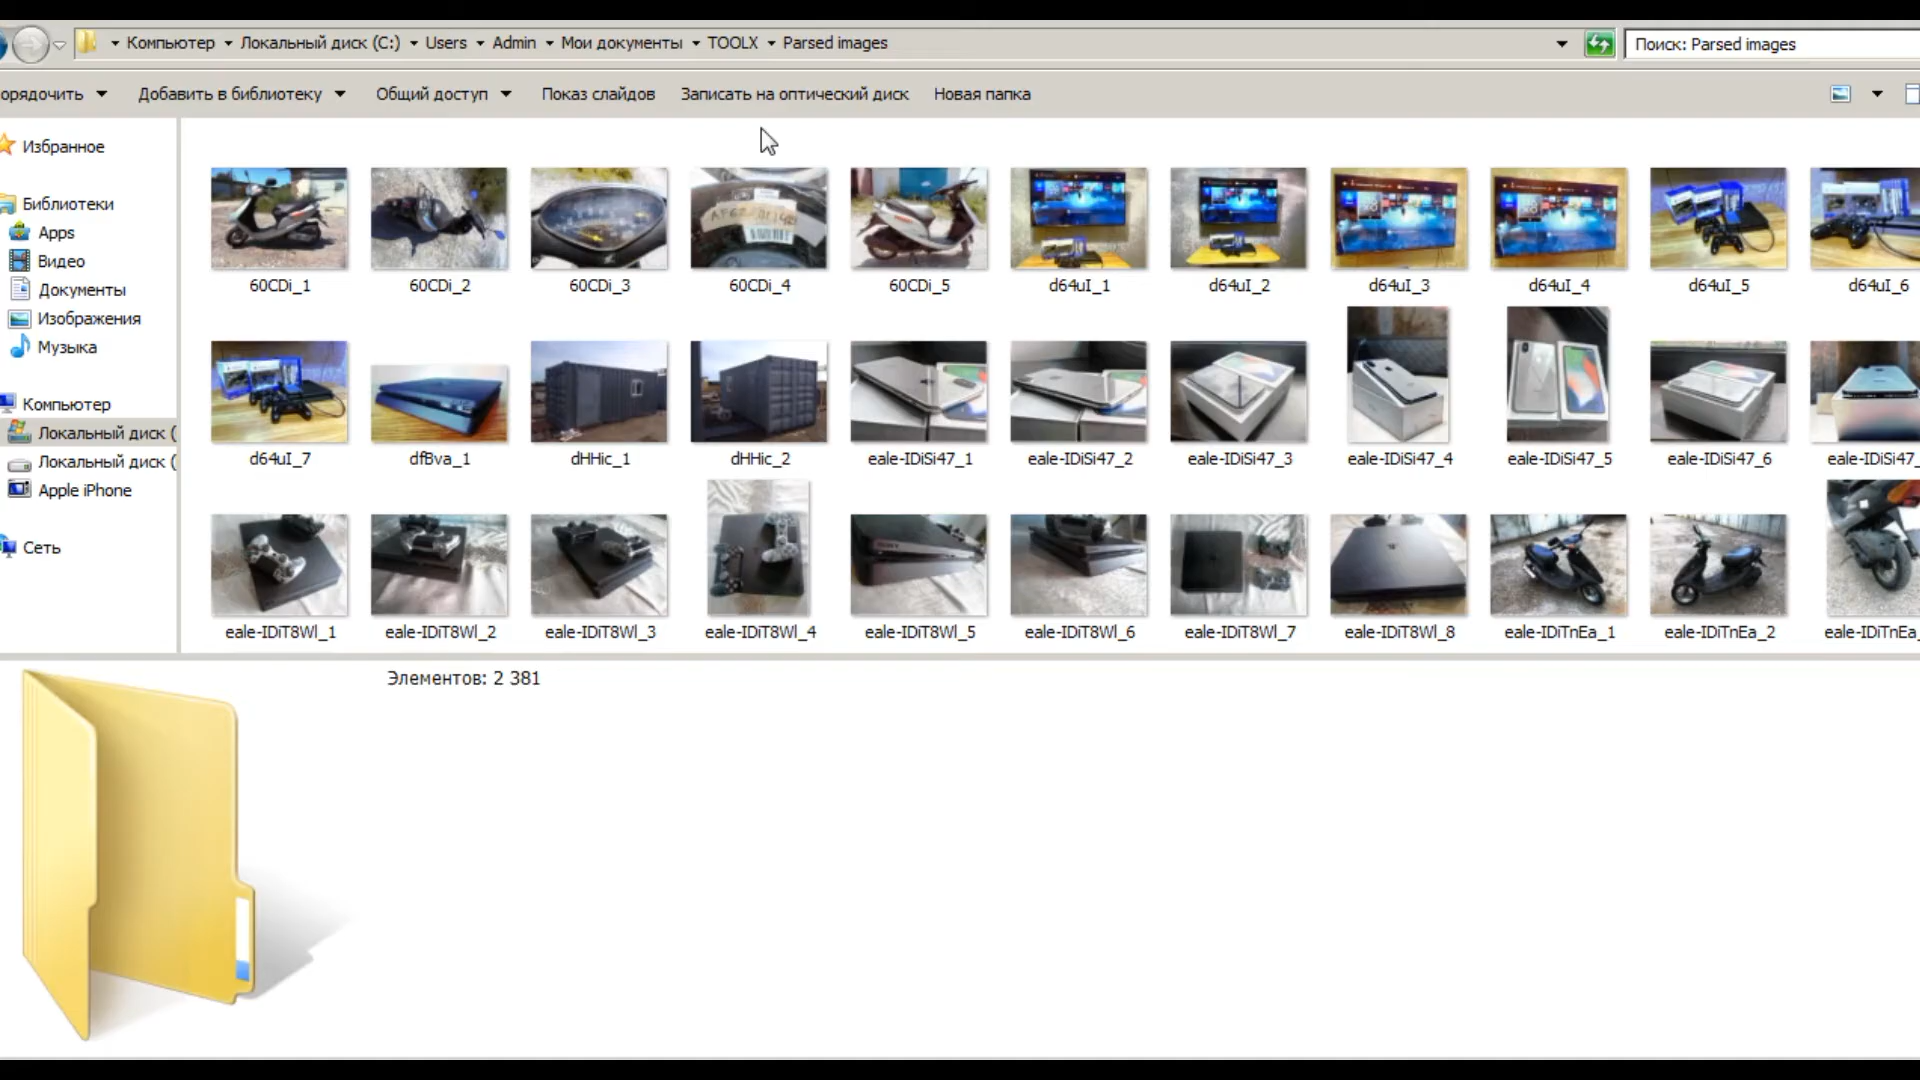 Компьютер Локальный диск (C:) Users Admin Мои документы TOOLX Parsed images Поиск: Parsed images
орядочить Добавить в библиотеку Общий доступ Показ слайдов Записать на оптический диск Новая папка
Избранное
Библиотеки
Apps
Видео
Документы
Изображения
Музыка
Компьютер
Локальный диск (
Локальный диск (
Apple iPhone
Сеть
60CDi_1 60CDi_2 60CDi_3 60CDi_4 60CDi_5 d64uI_1 d64uI_2 d64uI_3 d64uI_4 d64uI_5 d64uI_6
d64uI_7 dfBva_1 dHHic_1 dHHic_2 eale-IDiSi47_1 eale-IDiSi47_2 eale-IDiSi47_3 eale-IDiSi47_4 eale-IDiSi47_5 eale-IDiSi47_6 eale-IDiSi47_
eale-IDiT8Wl_1 eale-IDiT8Wl_2 eale-IDiT8Wl_3 eale-IDiT8Wl_4 eale-IDiT8Wl_5 eale-IDiT8Wl_6 eale-IDiT8Wl_7 eale-IDiT8Wl_8 eale-IDiTnEa_1 eale-IDiTnEa_2 eale-IDiTnEa_
Элементов: 2 381